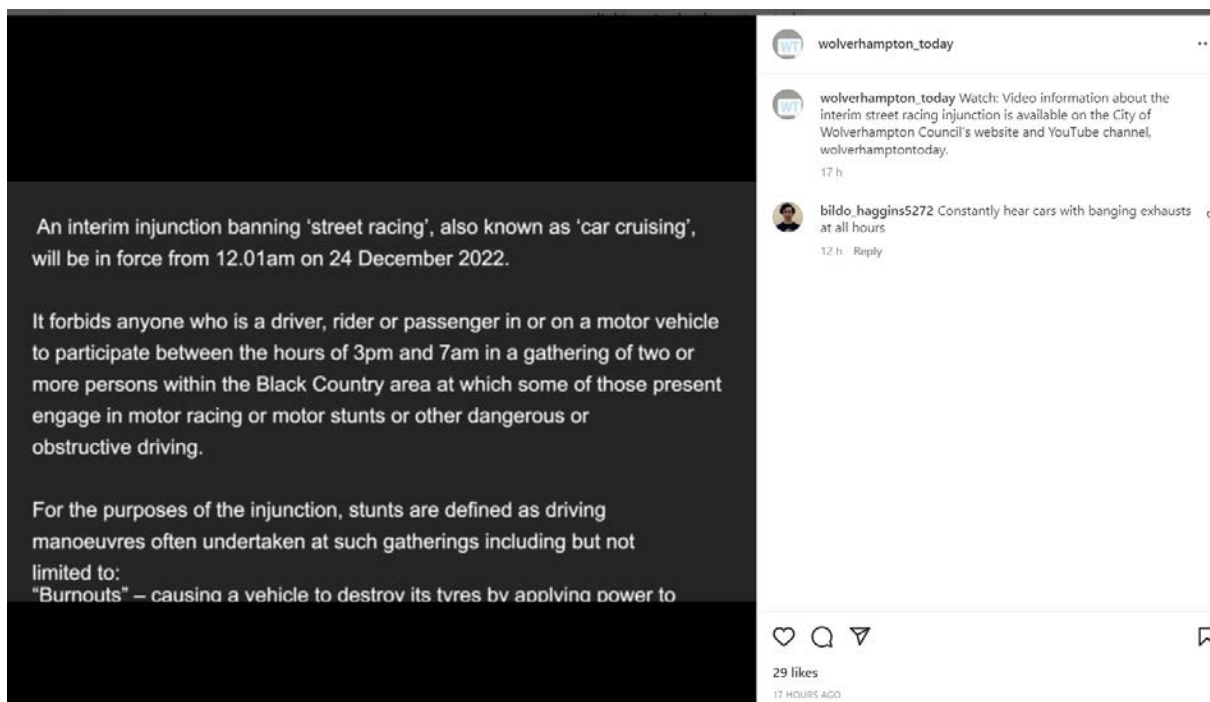 An interim injunction banning ‘street racing’, also known as ‘car cruising’,
will be in force from 12.01am on 24 December 2022.
It forbids anyone who is a driver, rider or passenger in or on a motor vehicle
to participate between the hours of 3pm and 7am in a gathering of two or
more persons within the Black Country area at which some of those present
engage in motor racing or motor stunts or other dangerous or
obstructive driving.
For the purposes of the injunction, stunts are defined as driving
manoeuvres often undertaken at such gatherings including but not
limited to:
“Burnouts” – causing a vehicle to destroy its tyres by applying power to
WT
wolverhampton_today
WT
wolverhampton_today Watch: Video information about the
interim street racing injunction is available on the City of
Wolverhampton Council's website and YouTube channel,
wolverhamptontoday.
17 h
bildo_haggins5272 Constantly hear cars with banging exhausts
at all hours
12 h Reply
29 likes
17 HOURS AGO